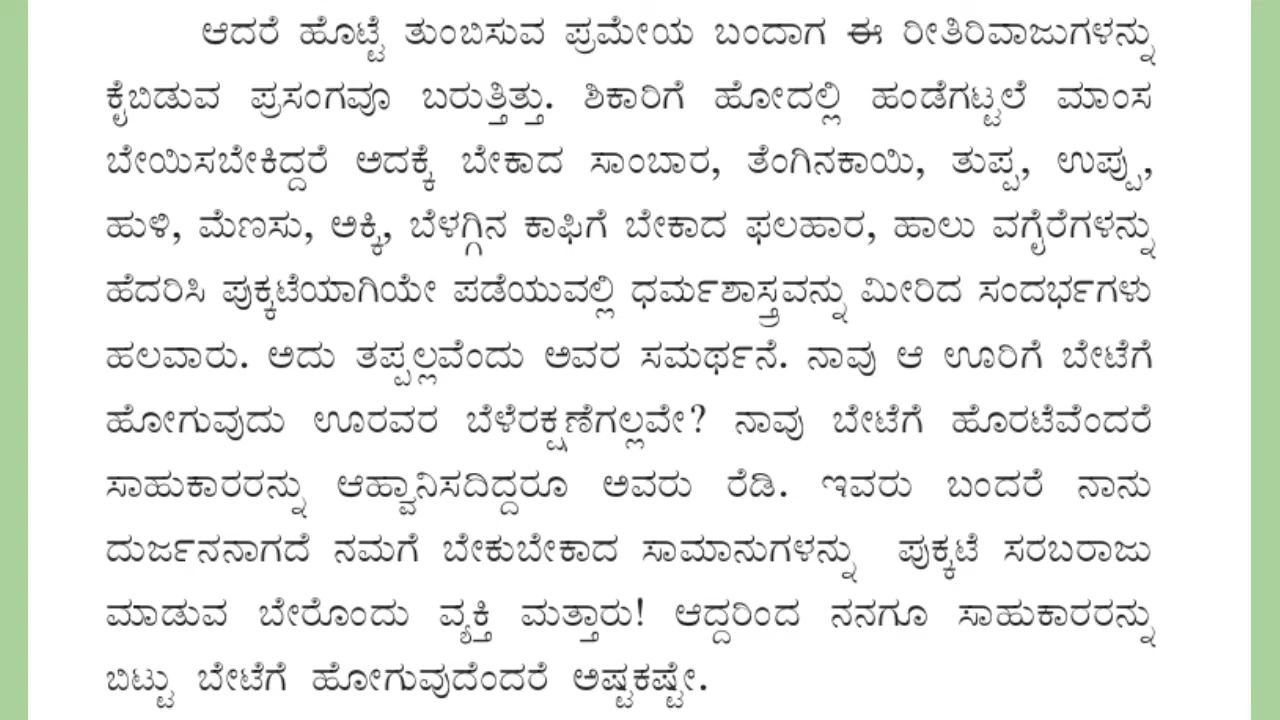 ಆದರೆ ಹೊಟ್ಟೆ ತುಂಬಿಸುವ ಪ್ರಮೇಯ ಬಂದಾಗ ಈ ರೀತಿರಿವಾಜುಗಳನ್ನು
ಕೈಬಿಡುವ ಪ್ರಸಂಗವೂ ಬರುತ್ತಿತ್ತು. ಶಿಕಾರಿಗೆ ಹೋದಲ್ಲಿ ಹಂಡೆಗಟ್ಟಲೆ ಮಾಂಸ
ಬೇಯಿಸಬೇಕಿದ್ದರೆ ಅದಕ್ಕೆ ಬೇಕಾದ ಸಾಂಬಾರ, ತೆಂಗಿನಕಾಯಿ, ತುಪ್ಪ, ಉಪ್ಪು,
ಹುಳಿ, ಮೆಣಸು, ಅಕ್ಕಿ, ಬೆಳಗ್ಗಿನ ಕಾಫಿಗೆ ಬೇಕಾದ ಫಲಹಾರ, ಹಾಲು ವಗೈರೆಗಳನ್ನು
ಹೆದರಿಸಿ ಪುಕ್ಕಟೆಯಾಗಿಯೇ ಪಡೆಯುವಲ್ಲಿ ಧರ್ಮಶಾಸ್ತ್ರವನ್ನು ಮೀರಿದ ಸಂದರ್ಭಗಳು
ಹಲವಾರು. ಅದು ತಪ್ಪಲ್ಲವೆಂದು ಅವರ ಸಮರ್ಥನೆ. ನಾವು ಆ ಊರಿಗೆ ಬೇಟೆಗೆ
ಹೋಗುವುದು ಊರವರ ಬೆಳೆರಕ್ಷಣೆಗಲ್ಲವೇ? ನಾವು ಬೇಟೆಗೆ ಹೊರಟೆವೆಂದರೆ
ಸಾಹುಕಾರರನ್ನು ಆಹ್ವಾನಿಸದಿದ್ದರೂ ಅವರು ರೆಡಿ. ಇವರು ಬಂದರೆ ನಾನು
ದುರ್ಜನನಾಗದೆ ನಮಗೆ ಬೇಕುಬೇಕಾದ ಸಾಮಾನುಗಳನ್ನು ಪುಕ್ಕಟೆ ಸರಬರಾಜು
ಮಾಡುವ ಬೇರೊಂದು ವ್ಯಕ್ತಿ ಮತ್ತಾರು! ಆದ್ದರಿಂದ ನನಗೂ ಸಾಹುಕಾರರನ್ನು
ಬಿಟ್ಟು ಬೇಟೆಗೆ ಹೋಗುವುದೆಂದರೆ ಅಷ್ಟಕಷ್ಟೇ.